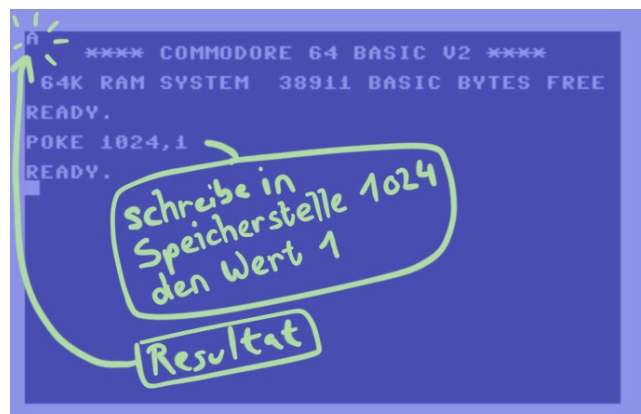 A
**** COMMODORE 64 BASIC V2 ****
64K RAM SYSTEM  38911 BASIC BYTES FREE
READY.
POKE 1024,1
READY.
schreibe in
Speicherstelle 1024
den Wert 1
Resultat